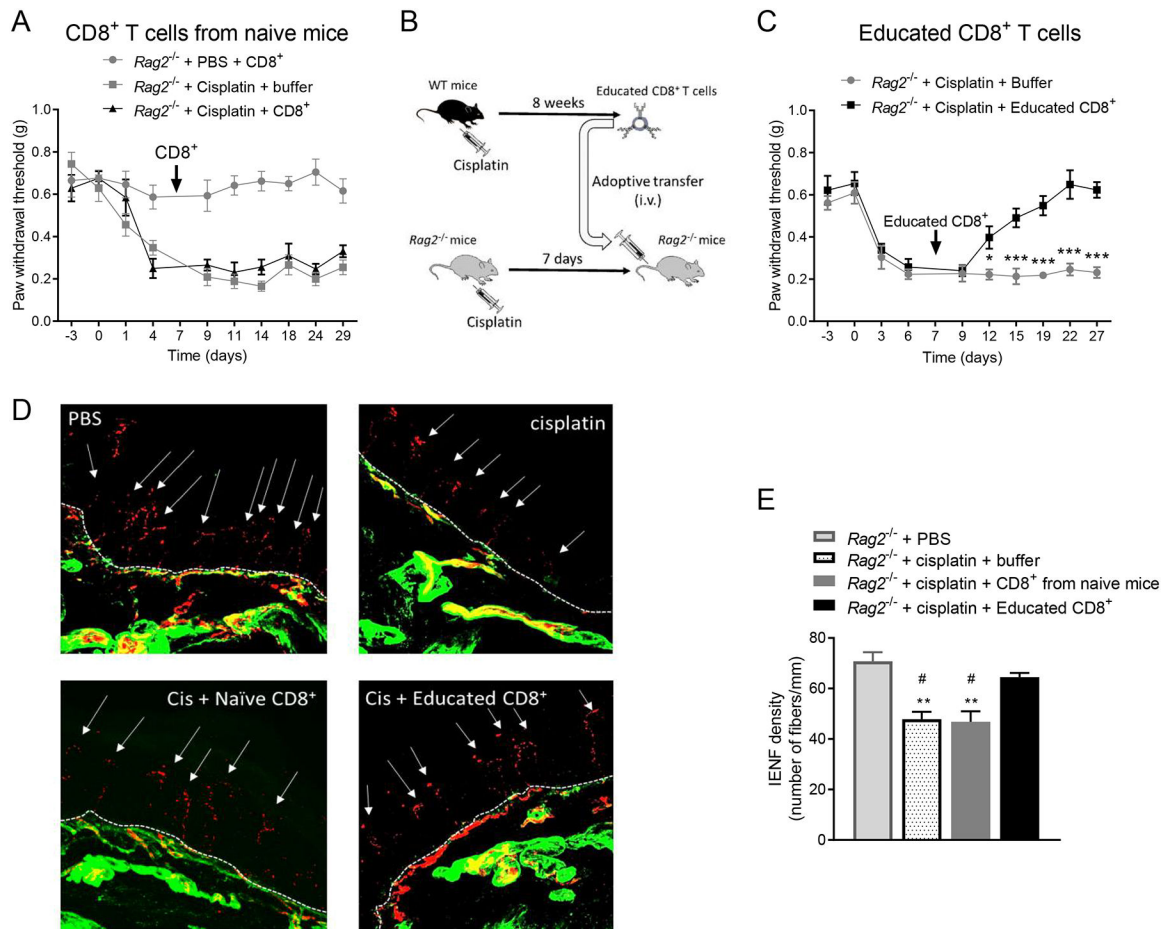 A
CD8⁺ T cells from naive mice
Rag2⁻/⁻ + PBS + CD8⁺
Rag2⁻/⁻ + Cisplatin + buffer
Rag2⁻/⁻ + Cisplatin + CD8⁺
Paw withdrawal threshold (g)
1.0
0.8
0.6
0.4
0.2
0.0
CD8⁺
-3 0 1 4 7 9 11 14 18 24 29
Time (days)
B
WT mice
8 weeks
Educated CD8⁺ T cells
Cisplatin
Adoptive transfer
(i.v.)
Rag2⁻/⁻ mice
Rag2⁻/⁻ mice
7 days
Cisplatin
C
Educated CD8⁺ T cells
Rag2⁻/⁻ + Cisplatin + Buffer
Rag2⁻/⁻ + Cisplatin + Educated CD8⁺
Paw withdrawal threshold (g)
1.0
0.8
0.6
0.4
0.2
0.0
Educated CD8⁺
* *** *** *** ***
-3 0 3 6 7 9 12 15 19 22 27
Time (days)
D
PBS
cisplatin
Cis + Naïve CD8⁺
Cis + Educated CD8⁺
E
Rag2⁻/⁻ + PBS
Rag2⁻/⁻ + cisplatin + buffer
Rag2⁻/⁻ + cisplatin + CD8⁺ from naive mice
Rag2⁻/⁻ + cisplatin + Educated CD8⁺
IENF density
(number of fibers/mm)
80
60
40
20
0
# #
** **